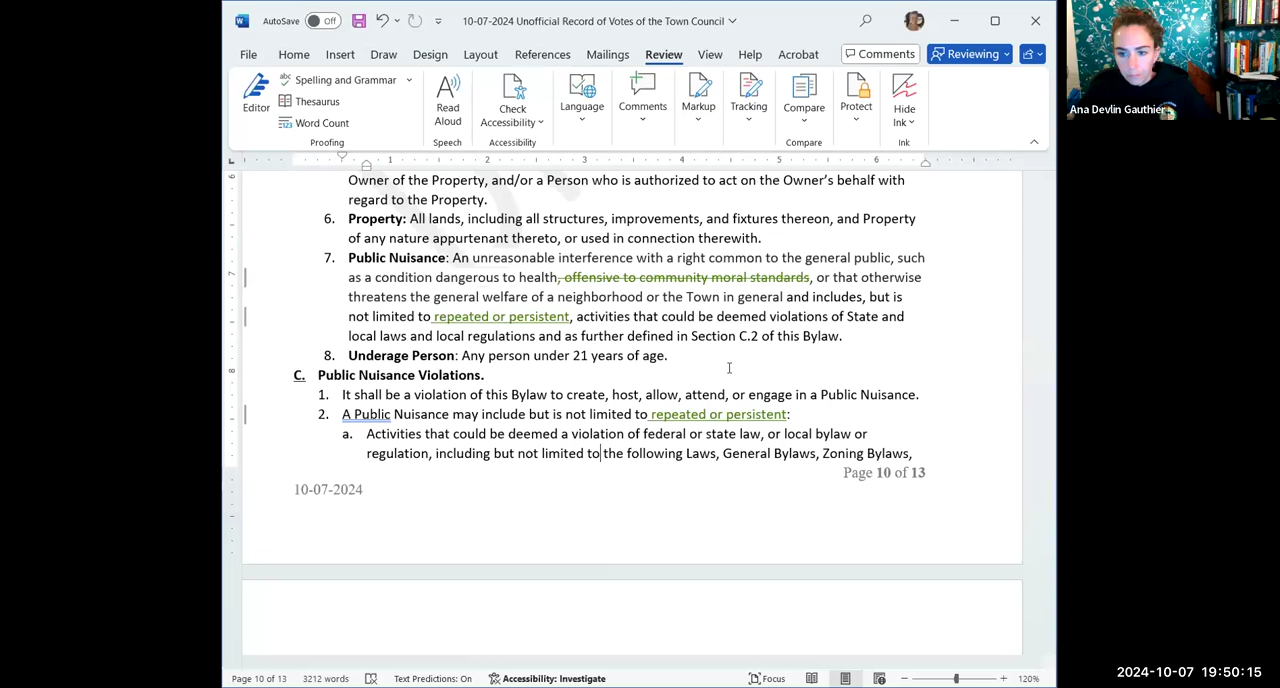 AutoSave Off 10-07-2024 Unofficial Record of Votes of the Town Council
File Home Insert Draw Design Layout References Mailings Review View Help Acrobat Comments Reviewing
Editor
abc Spelling and Grammar
Thesaurus
123 Word Count
Proofing
Read Aloud
Speech
Check Accessibility
Accessibility
Language
Comments
Markup
Tracking
Compare
Compare
Protect
Hide Ink
Ink
1 2 3 4 5 6
Owner of the Property, and/or a Person who is authorized to act on the Owner's behalf with
regard to the Property.
6. Property: All lands, including all structures, improvements, and fixtures thereon, and Property
of any nature appurtenant thereto, or used in connection therewith.
7. Public Nuisance: An unreasonable interference with a right common to the general public, such
as a condition dangerous to health, offensive to community moral standards, or that otherwise
threatens the general welfare of a neighborhood or the Town in general and includes, but is
not limited to repeated or persistent, activities that could be deemed violations of State and
local laws and local regulations and as further defined in Section C.2 of this Bylaw.
8. Underage Person: Any person under 21 years of age.
C. Public Nuisance Violations.
1. It shall be a violation of this Bylaw to create, host, allow, attend, or engage in a Public Nuisance.
2. A Public Nuisance may include but is not limited to repeated or persistent:
a. Activities that could be deemed a violation of federal or state law, or local bylaw or
regulation, including but not limited to the following Laws, General Bylaws, Zoning Bylaws,
Page 10 of 13
10-07-2024
Page 10 of 13 3212 words Text Predictions: On Accessibility: Investigate Focus 120%
Ana Devlin Gauthier
2024-10-07 19:50:15